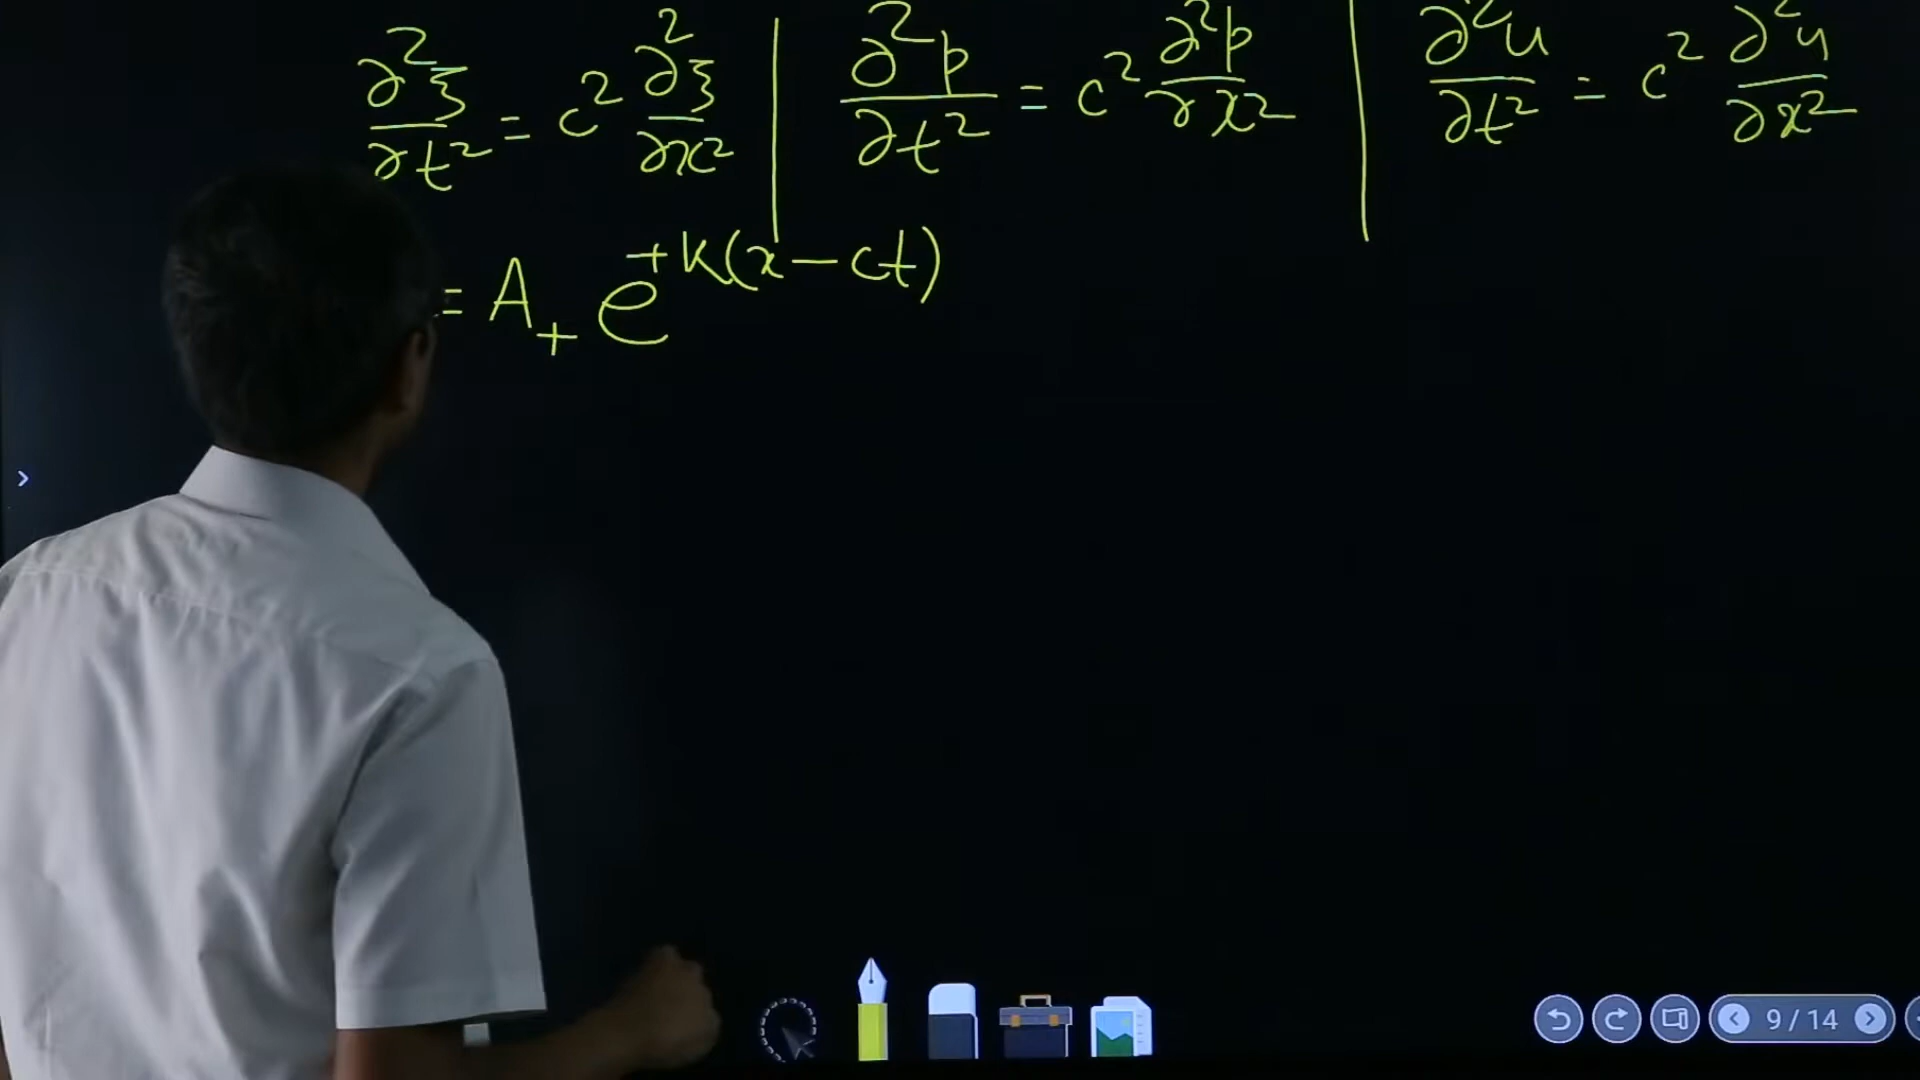 ∂²ξ/∂t² = c² ∂²ξ/∂x² | ∂²p/∂t² = c² ∂²p/∂x² | ∂²u/∂t² = c² ∂²u/∂x²
= A₊ e^{+k(x-ct)}
9 / 14